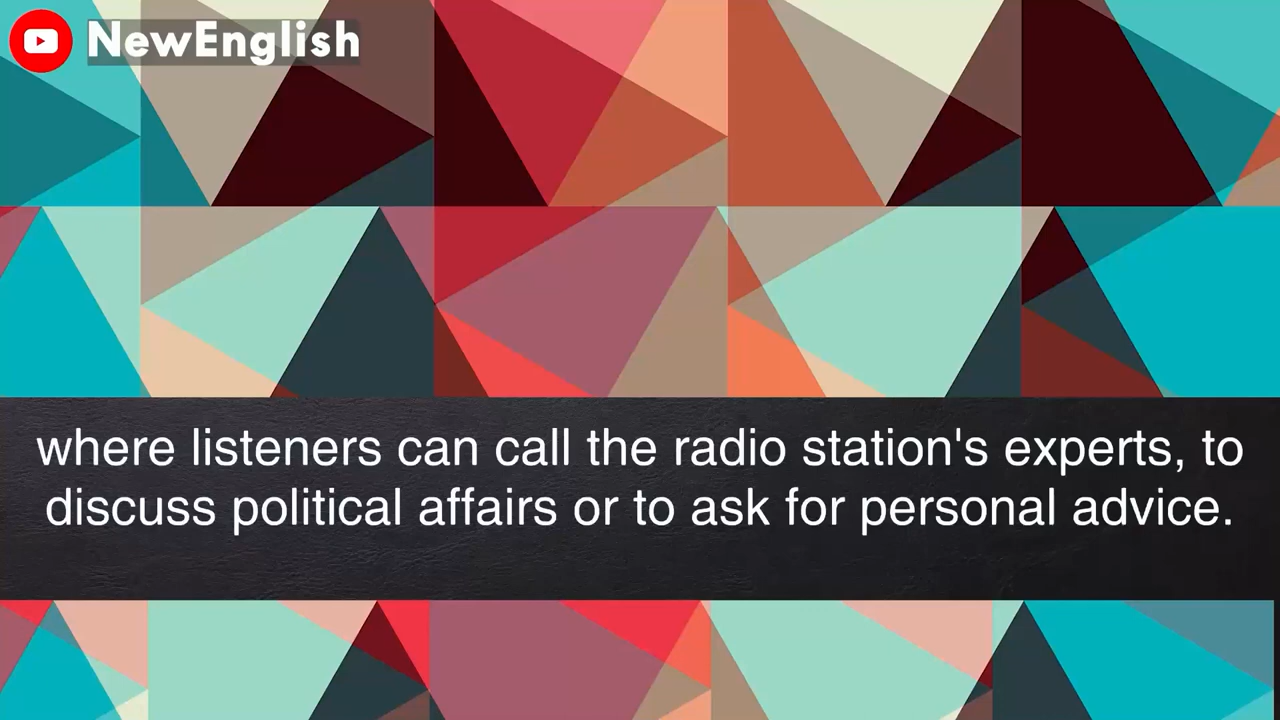 NewEnglish
where listeners can call the radio station's experts, to
discuss political affairs or to ask for personal advice.